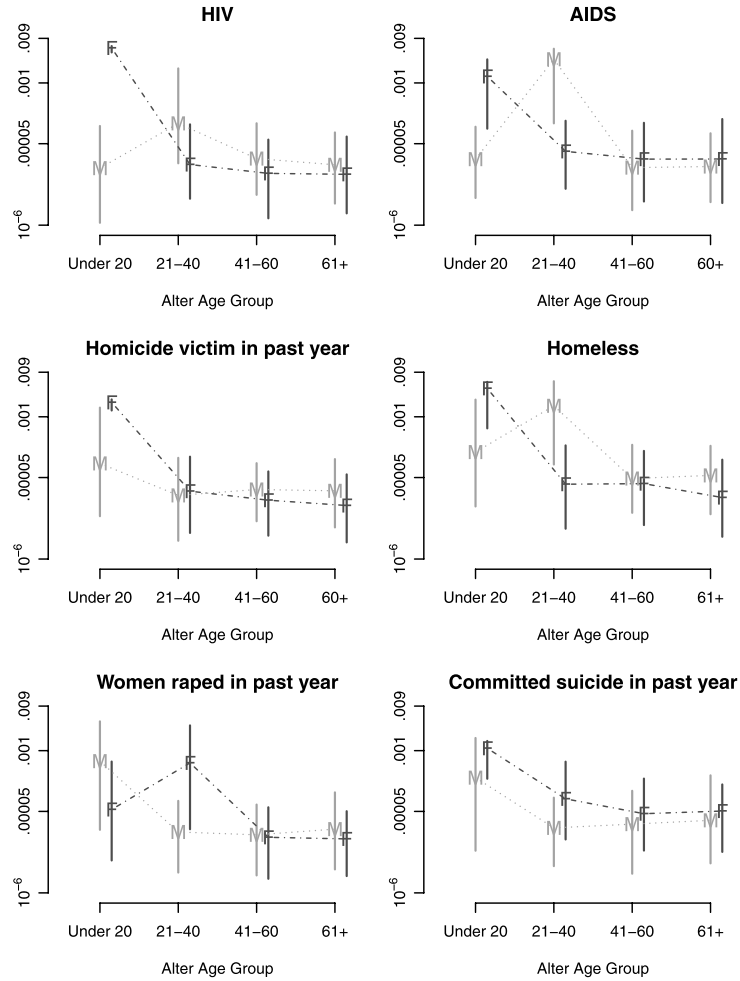 HIV
.009
.001
.00005
10−6
F
M
M
F
M
F
M
F
Under 20
21−40
41−60
61+
Alter Age Group
AIDS
.009
.001
.00005
10−6
M
F
M
F
M
F
M
F
Under 20
21−40
41−60
60+
Alter Age Group
Homicide victim in past year
.009
.001
.00005
10−6
M
F
M
F
M
F
M
F
Under 20
21−40
41−60
60+
Alter Age Group
Homeless
.009
.001
.00005
10−6
M
F
M
F
M
F
M
F
Under 20
21−40
41−60
61+
Alter Age Group
Women raped in past year
.009
.001
.00005
10−6
M
F
M
F
M
F
M
F
Under 20
21−40
41−60
61+
Alter Age Group
Committed suicide in past year
.009
.001
.00005
10−6
M
F
M
F
M
F
M
F
Under 20
21−40
41−60
61+
Alter Age Group